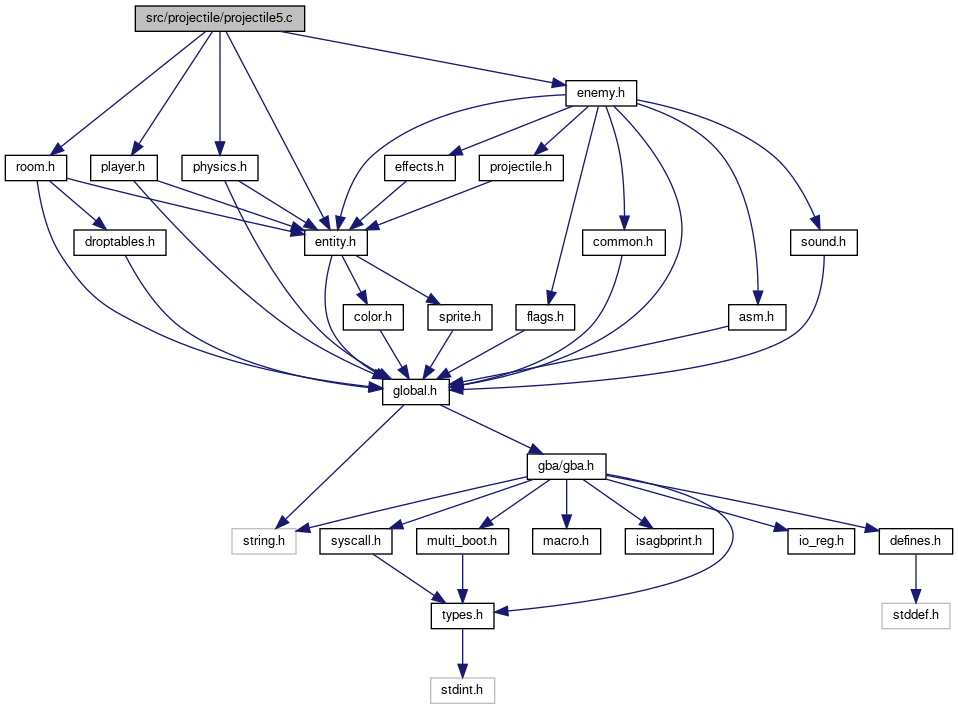 src/projectile/projectile5.c
enemy.h
room.h
player.h
physics.h
effects.h
projectile.h
droptables.h
entity.h
common.h
sound.h
color.h
sprite.h
flags.h
asm.h
global.h
gba/gba.h
string.h
syscall.h
multi_boot.h
macro.h
isagbprint.h
io_reg.h
defines.h
types.h
stddef.h
stdint.h